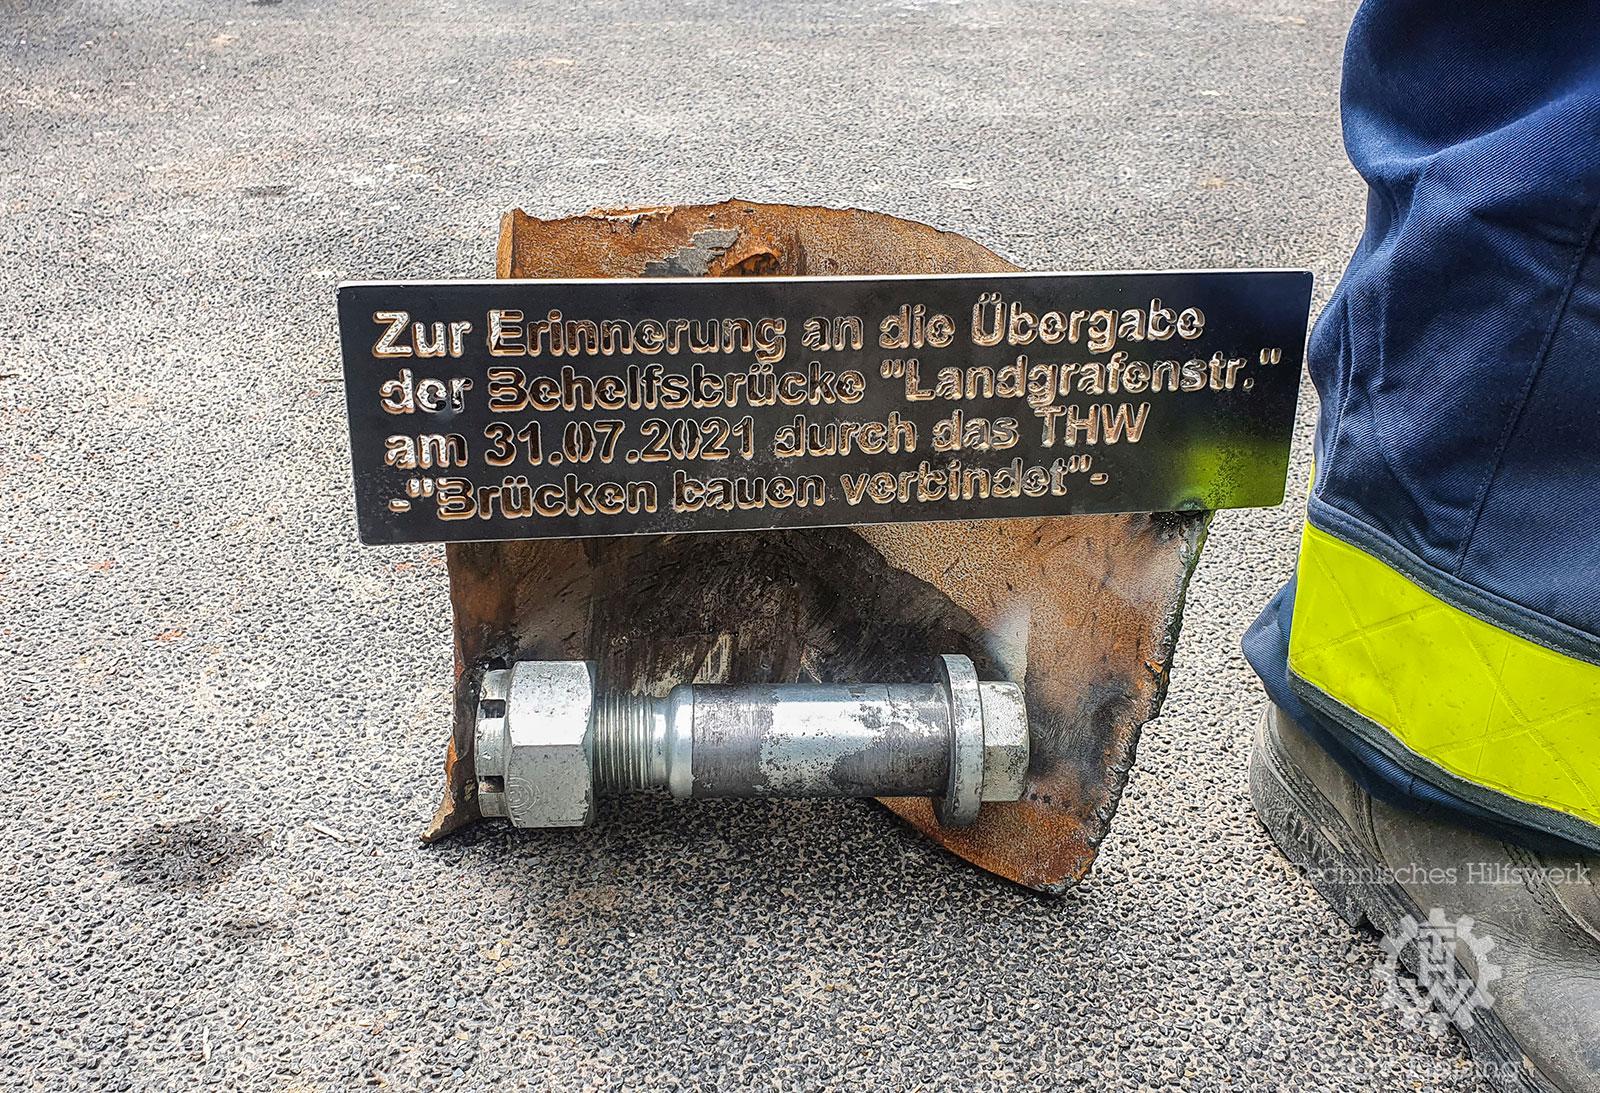 Zur Erinnerung an die Übergabe
der Behelfsbrücke "Landgrafenstr."
am 31.07.2021 durch das THW
-"Brücken bauen verbindet"-
Technisches Hilfswerk
THW